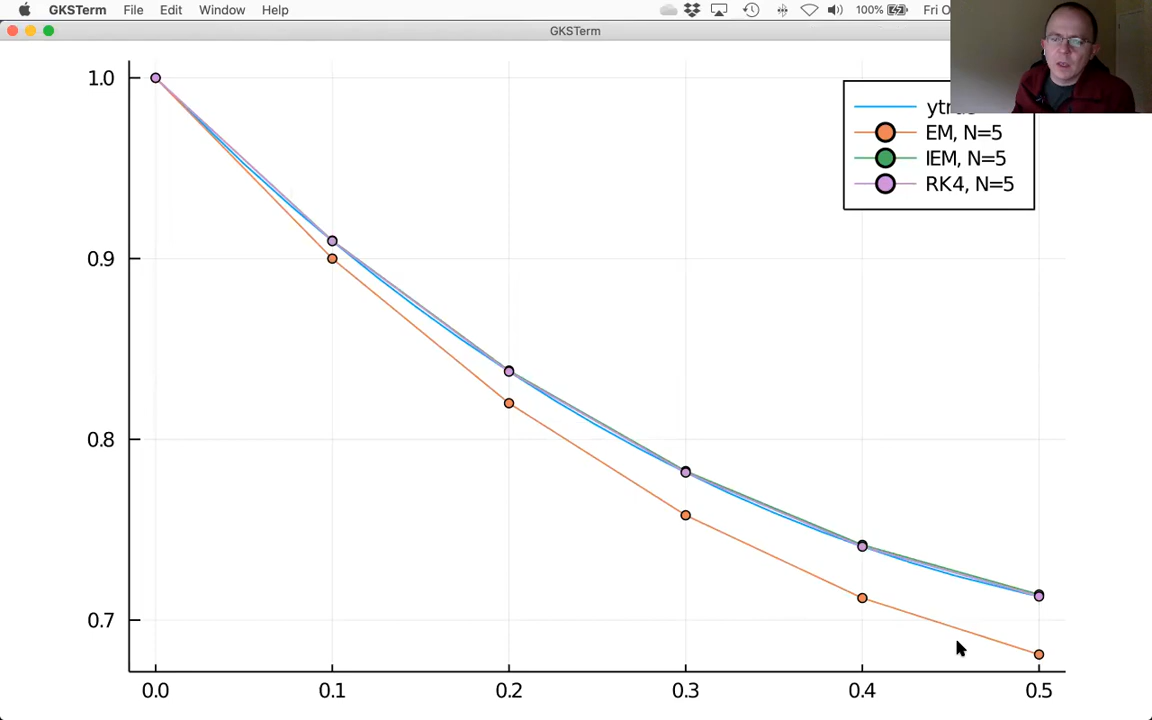 GKSTerm File Edit Window Help 100% Fri O
GKSTerm
1.0
0.9
0.8
0.7
EM, N=5
IEM, N=5
RK4, N=5
0.0 0.1 0.2 0.3 0.4 0.5